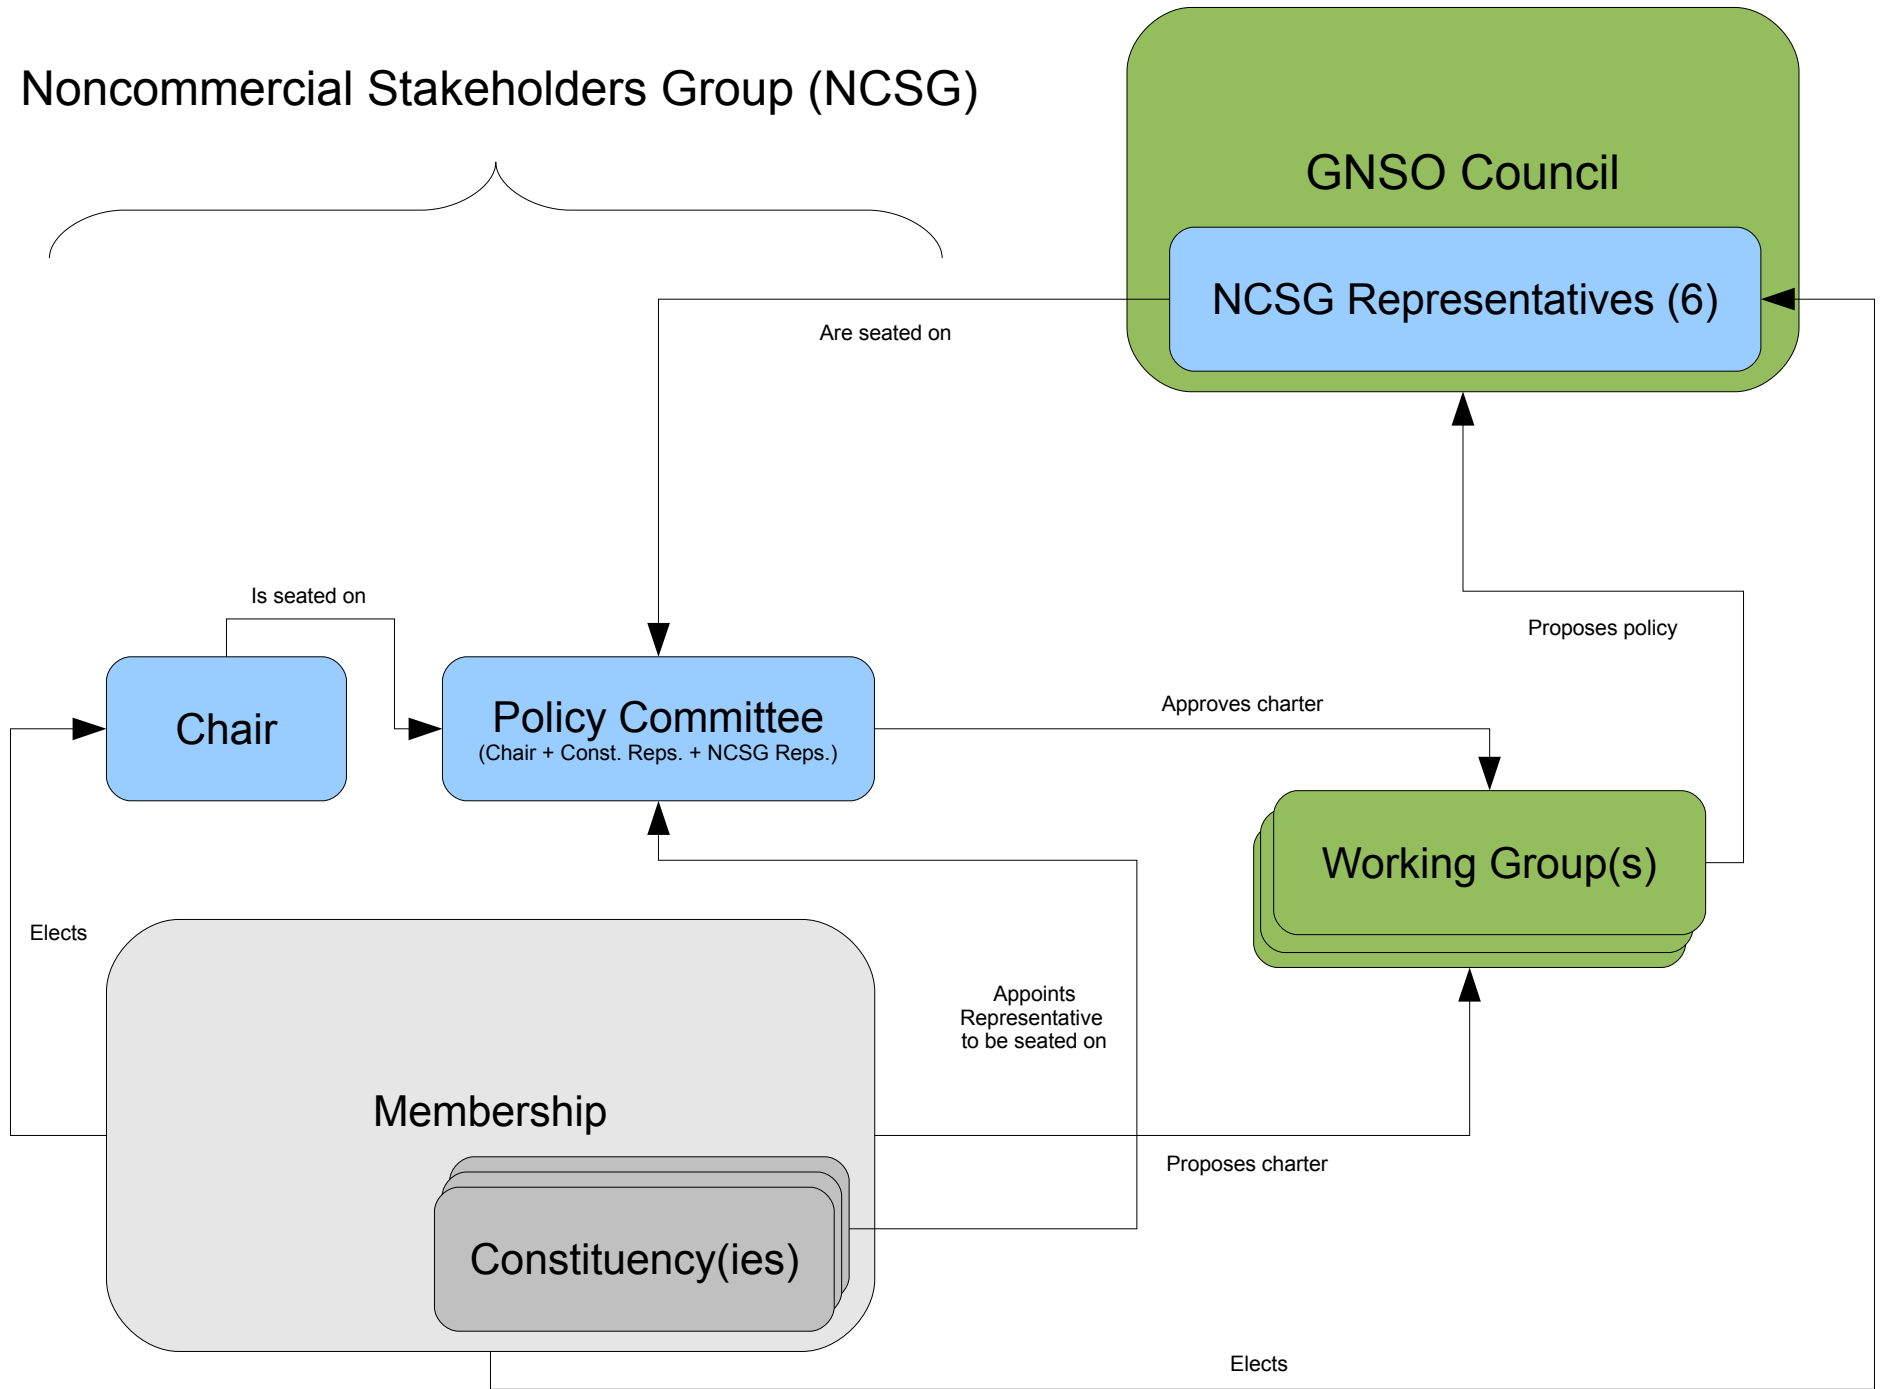 Noncommercial Stakeholders Group (NCSG)
GNSO Council
NCSG Representatives (6)
Are seated on
Is seated on
Proposes policy
Chair
Policy Committee
(Chair + Const. Reps. + NCSG Reps.)
Approves charter
Working Group(s)
Elects
Appoints
Representative
to be seated on
Membership
Proposes charter
Constituency(ies)
Elects